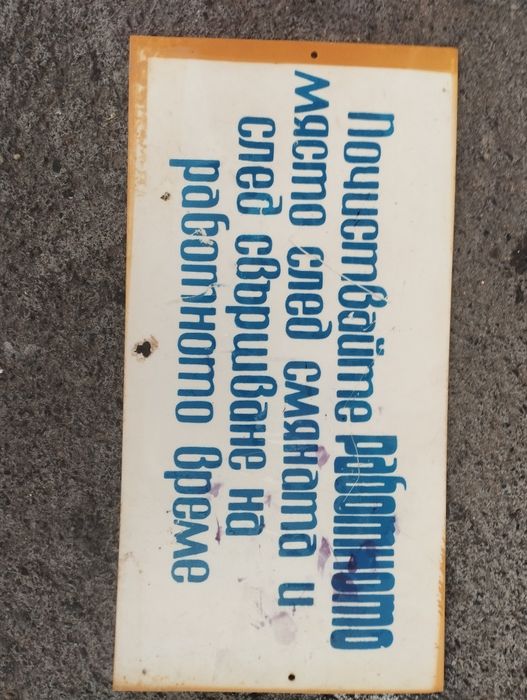 Почиствайте работното
място след смяната и
след свършване на
работното време